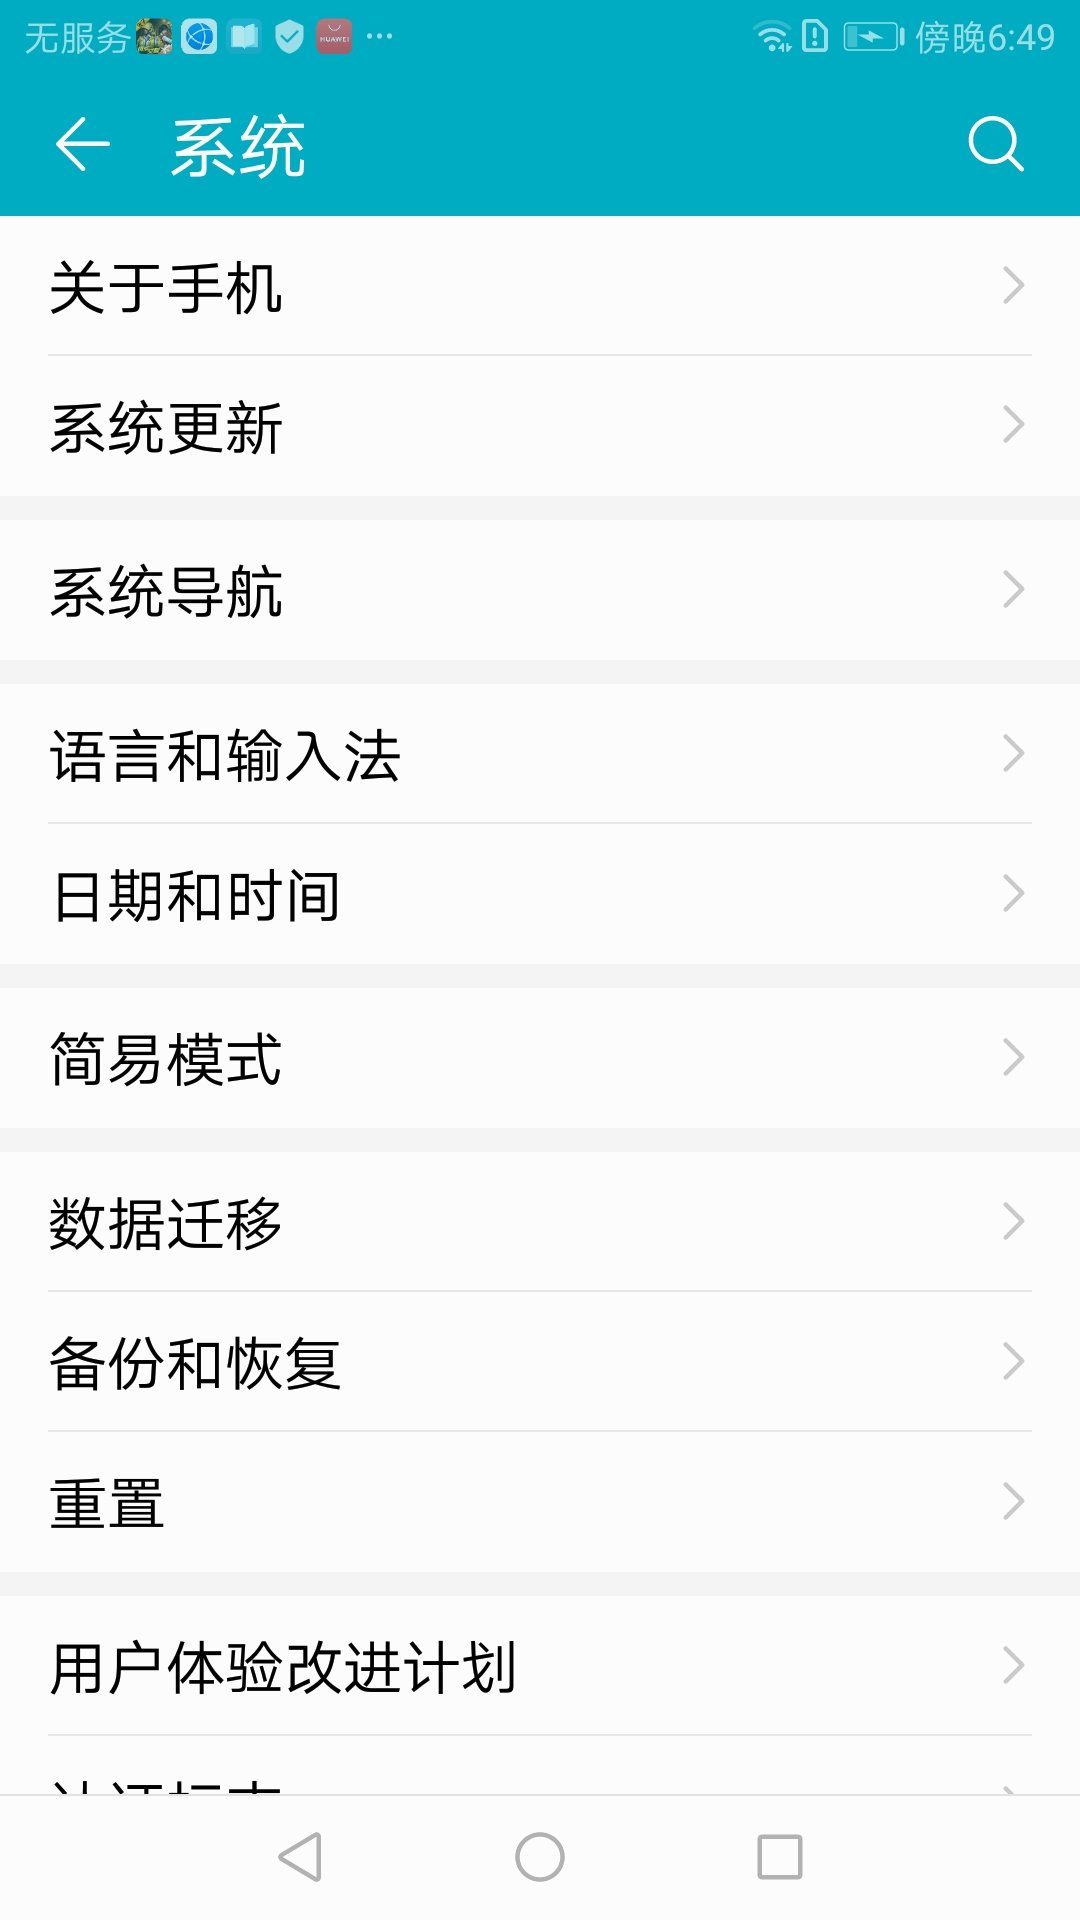 无服务 HUAWEI 傍晚6:49
系统
关于手机
系统更新
系统导航
语言和输入法
日期和时间
简易模式
数据迁移
备份和恢复
重置
用户体验改进计划